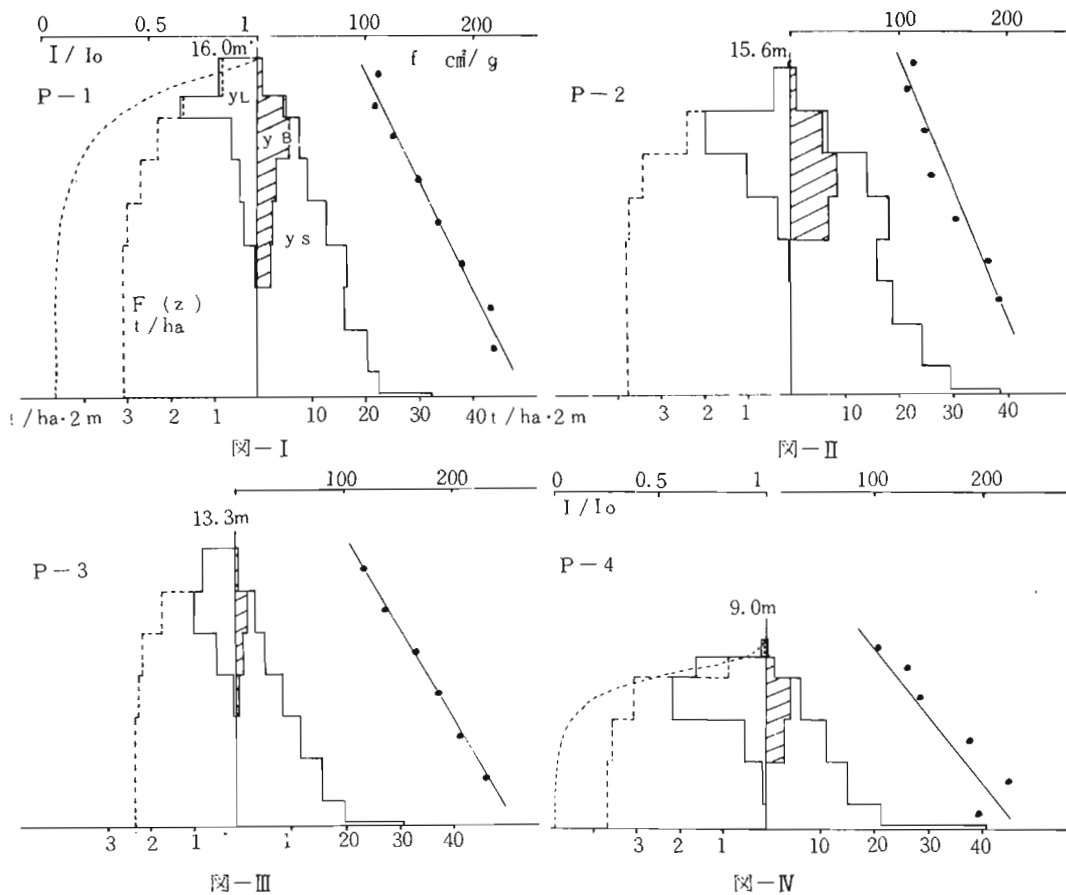 0 0.5 1 100 200
I / Io
f cm²/g
16.0m
P－1
yL
y B
y s
F (z)
t / ha
t / ha·2 m 3 2 1 10 20 30 40 t / ha·2 m
図－I
100 200
15.6m
P－2
3 2 1 10 20 30 40
図－II
100 200
13.3m
P－3
3 2 1 20 30 40
図－III
0 0.5 1 100 200
I / Io
P－4
9.0m
3 2 1 10 20 30 40
図－IV